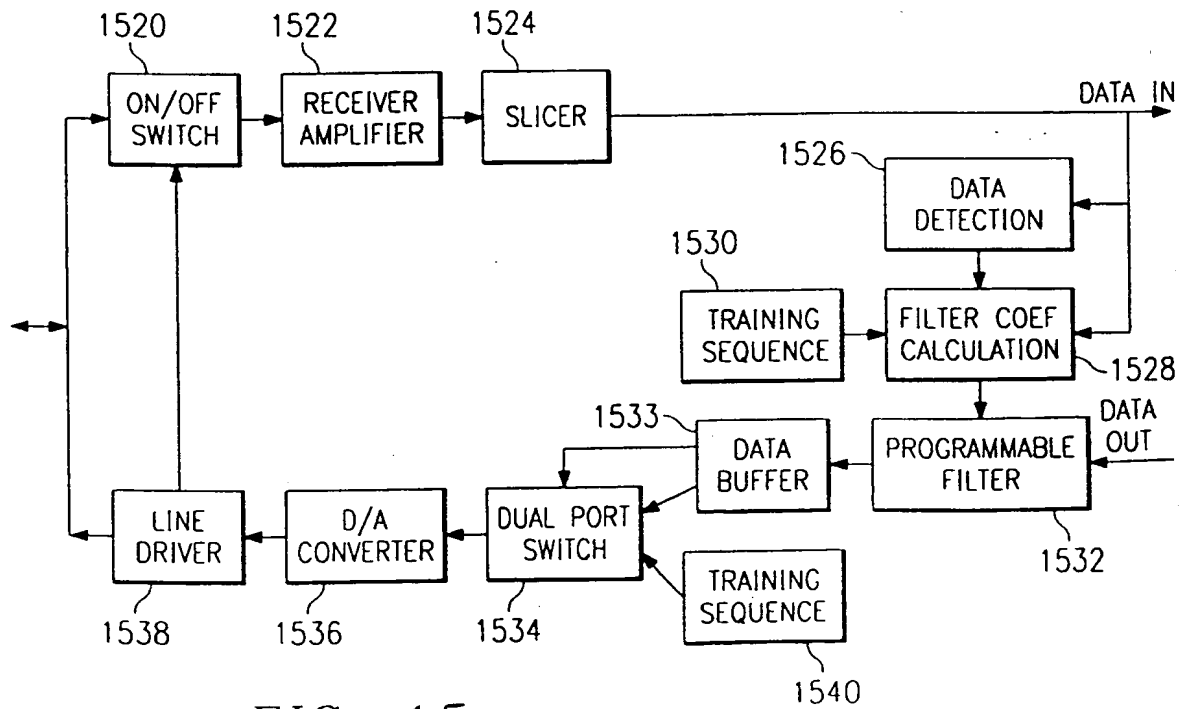 1520
1522
1524
ON/OFF
SWITCH
RECEIVER
AMPLIFIER
SLICER
DATA IN
1526
DATA
DETECTION
1530
TRAINING
SEQUENCE
FILTER COEF
CALCULATION
1528
1533
DATA
BUFFER
PROGRAMMABLE
FILTER
DATA
OUT
1532
LINE
DRIVER
D/A
CONVERTER
DUAL PORT
SWITCH
TRAINING
SEQUENCE
1538
1536
1534
1540